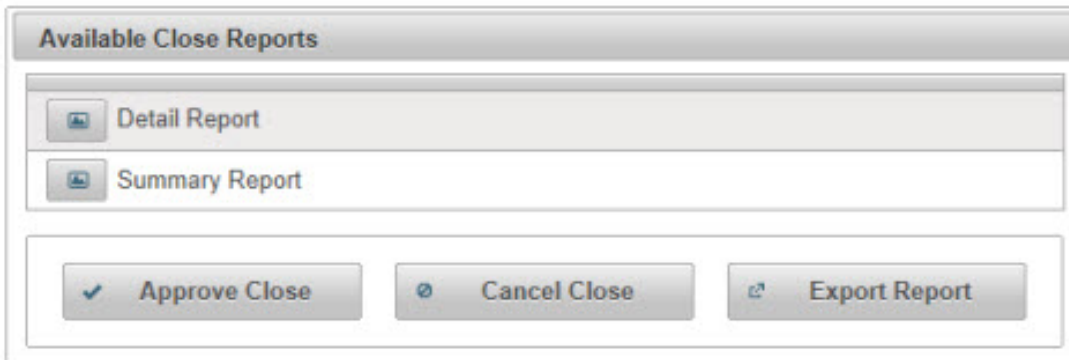 Available Close Reports
Detail Report
Summary Report
Approve Close Cancel Close Export Report